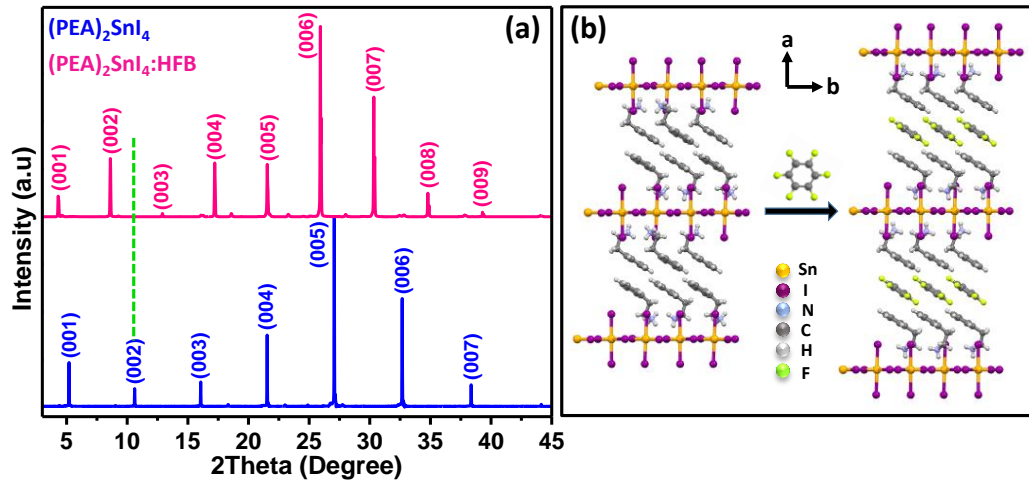 (PEA)₂SnI₄
(PEA)₂SnI₄:HFB
(a)
(001)
(002)
(003)
(004)
(005)
(006)
(007)
(008)
(009)
(001)
(002)
(003)
(004)
(005)
(006)
(007)
Intensity (a.u)
5 10 15 20 25 30 35 40 45
2Theta (Degree)
(b)
a
b
Sn
I
N
C
H
F